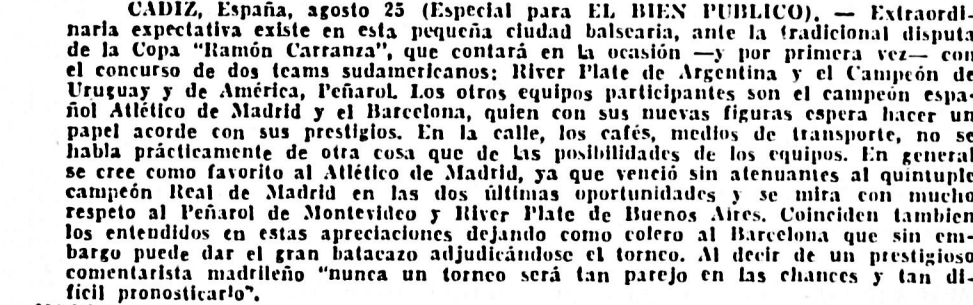 CADIZ, España, agosto 25 (Especial para EL BIEN PUBLICO). — Extraordi-
naria expectativa existe en esta pequeña ciudad balsearia, ante la tradicional disputa
de la Copa "Ramón Carranza", que contará en la ocasión —y por primera vez— con
el concurso de dos teams sudamericanos: River Plate de Argentina y el Campeón de
Uruguay y de América, Peñarol. Los otros equipos participantes son el campeón espa-
ñol Atlético de Madrid y el Barcelona, quien con sus nuevas figuras espera hacer un
papel acorde con sus prestigios. En la calle, los cafés, medios de transporte, no se
habla prácticamente de otra cosa que de las posibilidades de los equipos. En general
se cree como favorito al Atlético de Madrid, ya que venció sin atenuantes al quintuple
campeón Real de Madrid en las dos últimas oportunidades y se mira con mucho
respeto al Peñarol de Montevideo y River Plate de Buenos Aires. Coinciden tambien
los entendidos en estas apreciaciones dejando como colero al Barcelona que sin em-
bargo puede dar el gran batacazo adjudicándose el torneo. Al decir de un prestigioso
comentarista madrileño "nunca un torneo será tan parejo en las chances y tan di-
ficil pronosticarlo".